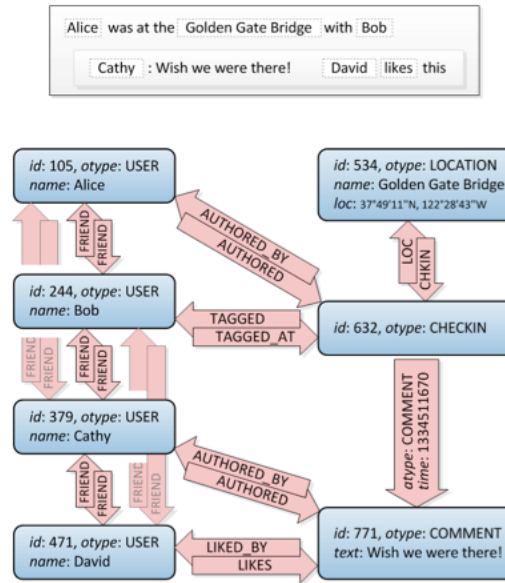 Alice was at the Golden Gate Bridge with Bob
Cathy : Wish we were there! David likes this
id: 105, otype: USER
name: Alice
id: 534, otype: LOCATION
name: Golden Gate Bridge
loc: 37°49'11"N, 122°28'43"W
FRIEND
FRIEND
AUTHORED_BY
AUTHORED
LOC
CHKIN
id: 244, otype: USER
name: Bob
TAGGED
TAGGED_AT
id: 632, otype: CHECKIN
FRIEND
FRIEND
FRIEND
FRIEND
atype: COMMENT
time: 1334511670
id: 379, otype: USER
name: Cathy
AUTHORED_BY
AUTHORED
FRIEND
FRIEND
FRIEND
FRIEND
id: 471, otype: USER
name: David
LIKED_BY
LIKES
id: 771, otype: COMMENT
text: Wish we were there!